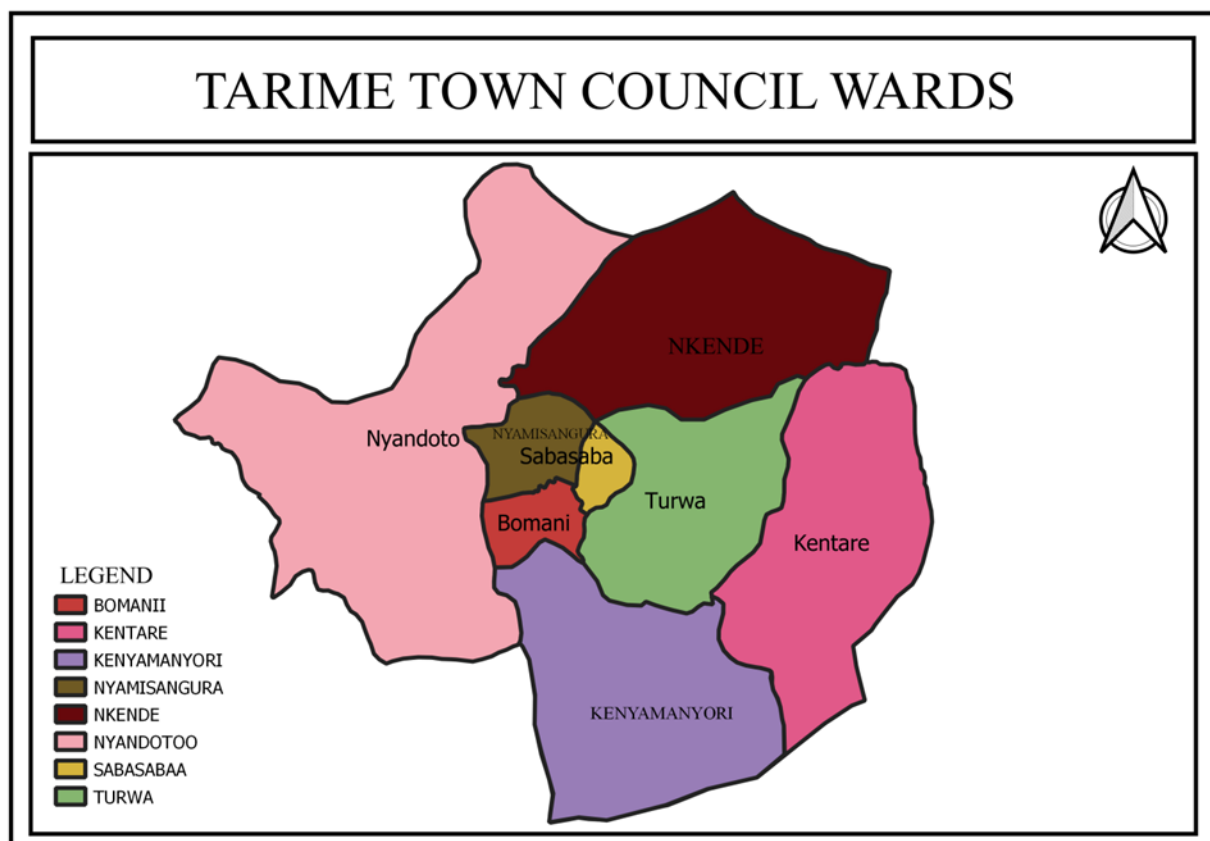 TARIME TOWN COUNCIL WARDS
NKENDE
Nyandoto
NYAMISANGURA
Sabasaba
Turwa
Bomani
Kentare
KENYAMANYORI
LEGEND
BOMANII
KENTARE
KENYAMANYORI
NYAMISANGURA
NKENDE
NYANDOTOO
SABASABAA
TURWA